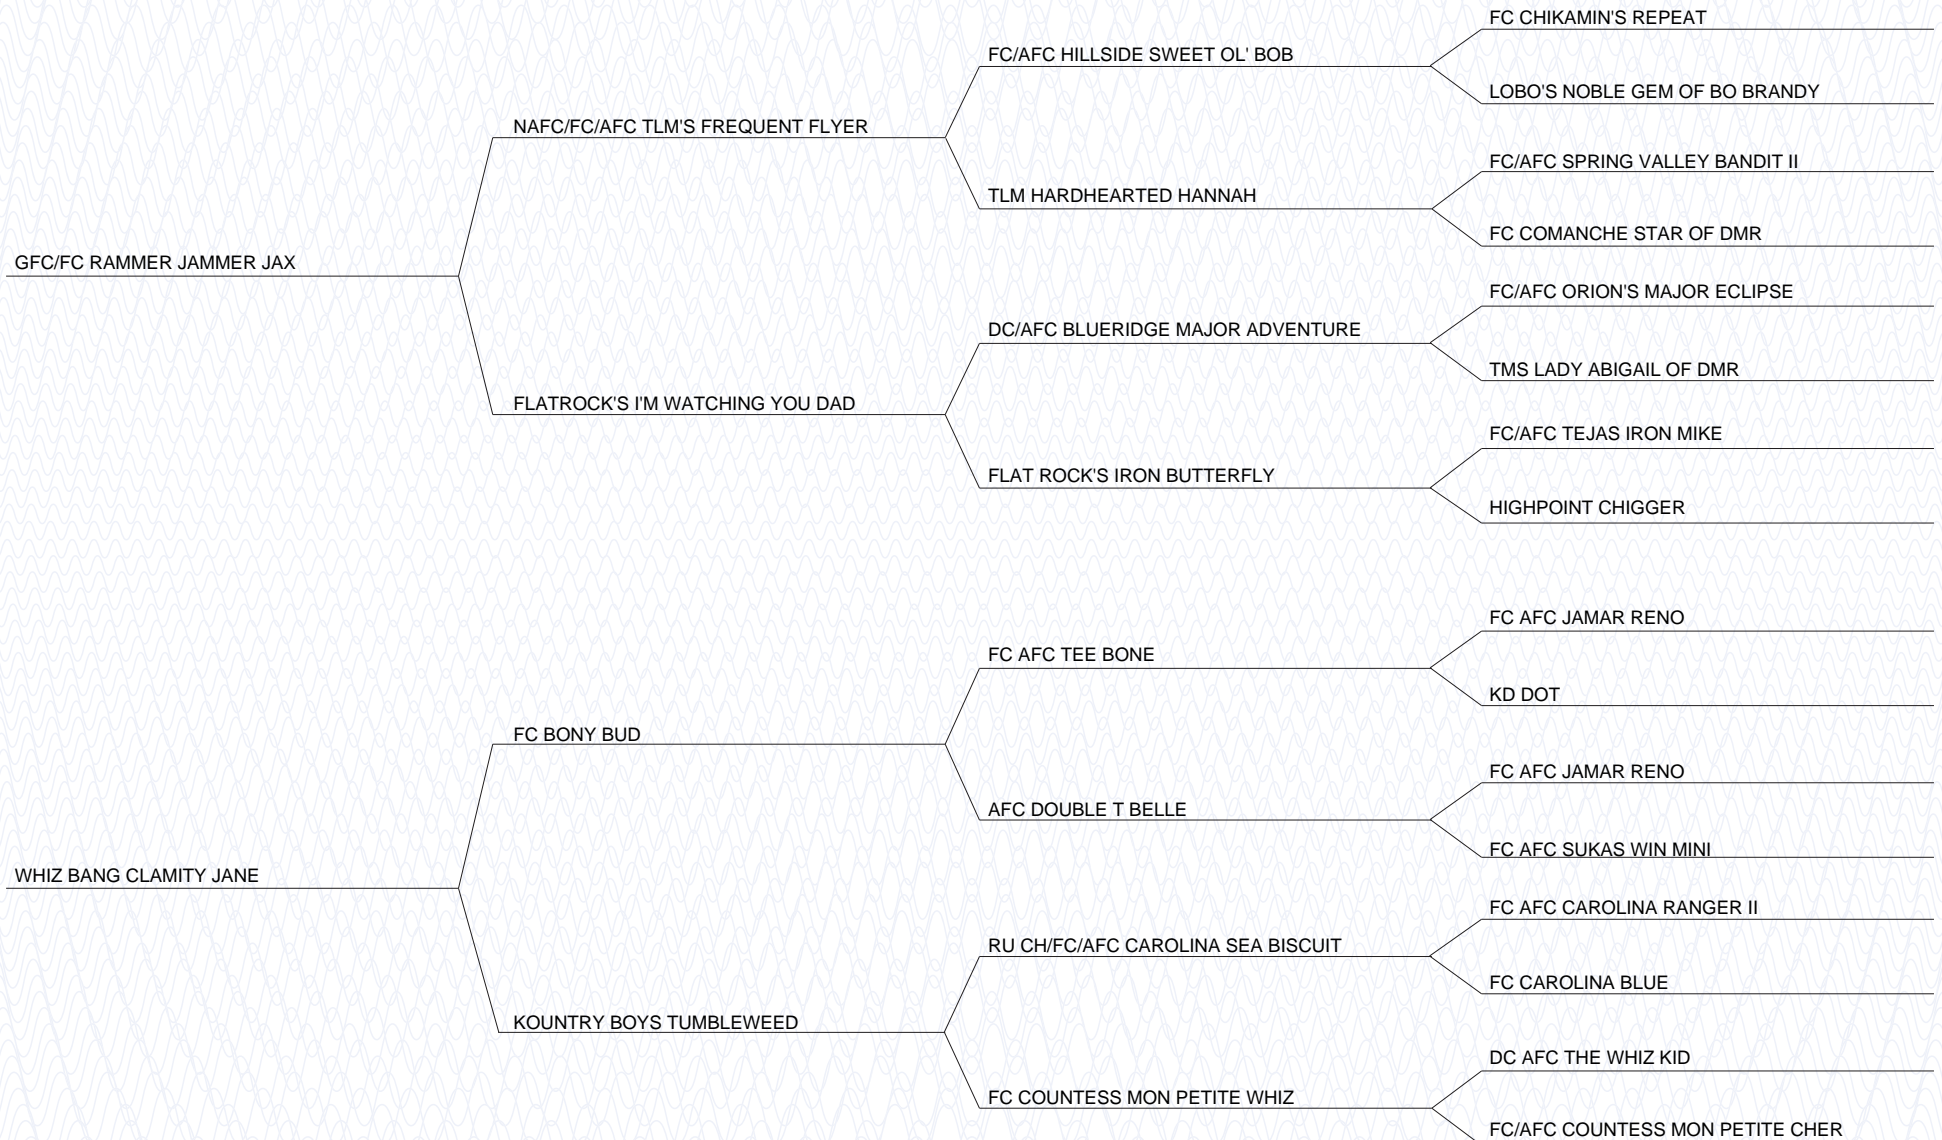 FC CHIKAMIN'S REPEAT
FC/AFC HILLSIDE SWEET OL' BOB
LOBO'S NOBLE GEM OF BO BRANDY
NAFC/FC/AFC TLM'S FREQUENT FLYER
FC/AFC SPRING VALLEY BANDIT II
TLM HARDHEARTED HANNAH
FC COMANCHE STAR OF DMR
GFC/FC RAMMER JAMMER JAX
FC/AFC ORION'S MAJOR ECLIPSE
DC/AFC BLUERIDGE MAJOR ADVENTURE
TMS LADY ABIGAIL OF DMR
FLATROCK'S I'M WATCHING YOU DAD
FC/AFC TEJAS IRON MIKE
FLAT ROCK'S IRON BUTTERFLY
HIGHPOINT CHIGGER
FC AFC JAMAR RENO
FC AFC TEE BONE
KD DOT
FC BONY BUD
FC AFC JAMAR RENO
AFC DOUBLE T BELLE
FC AFC SUKAS WIN MINI
WHIZ BANG CLAMITY JANE
FC AFC CAROLINA RANGER II
RU CH/FC/AFC CAROLINA SEA BISCUIT
FC CAROLINA BLUE
KOUNTRY BOYS TUMBLEWEED
DC AFC THE WHIZ KID
FC COUNTESS MON PETITE WHIZ
FC/AFC COUNTESS MON PETITE CHER